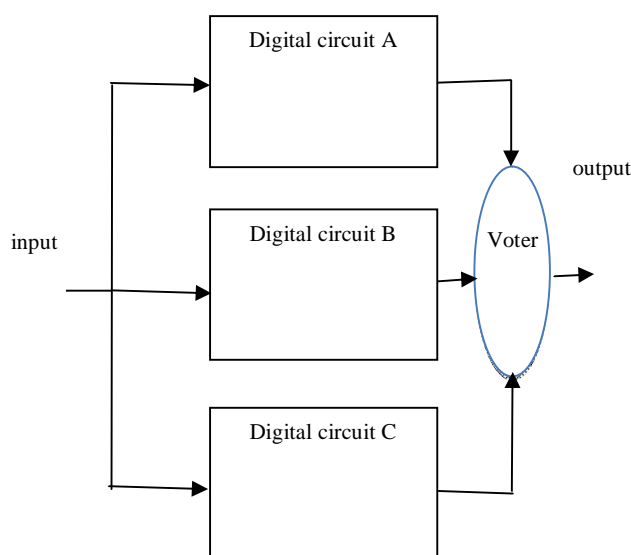 Digital circuit A
output
Digital circuit B
input
Voter
Digital circuit C